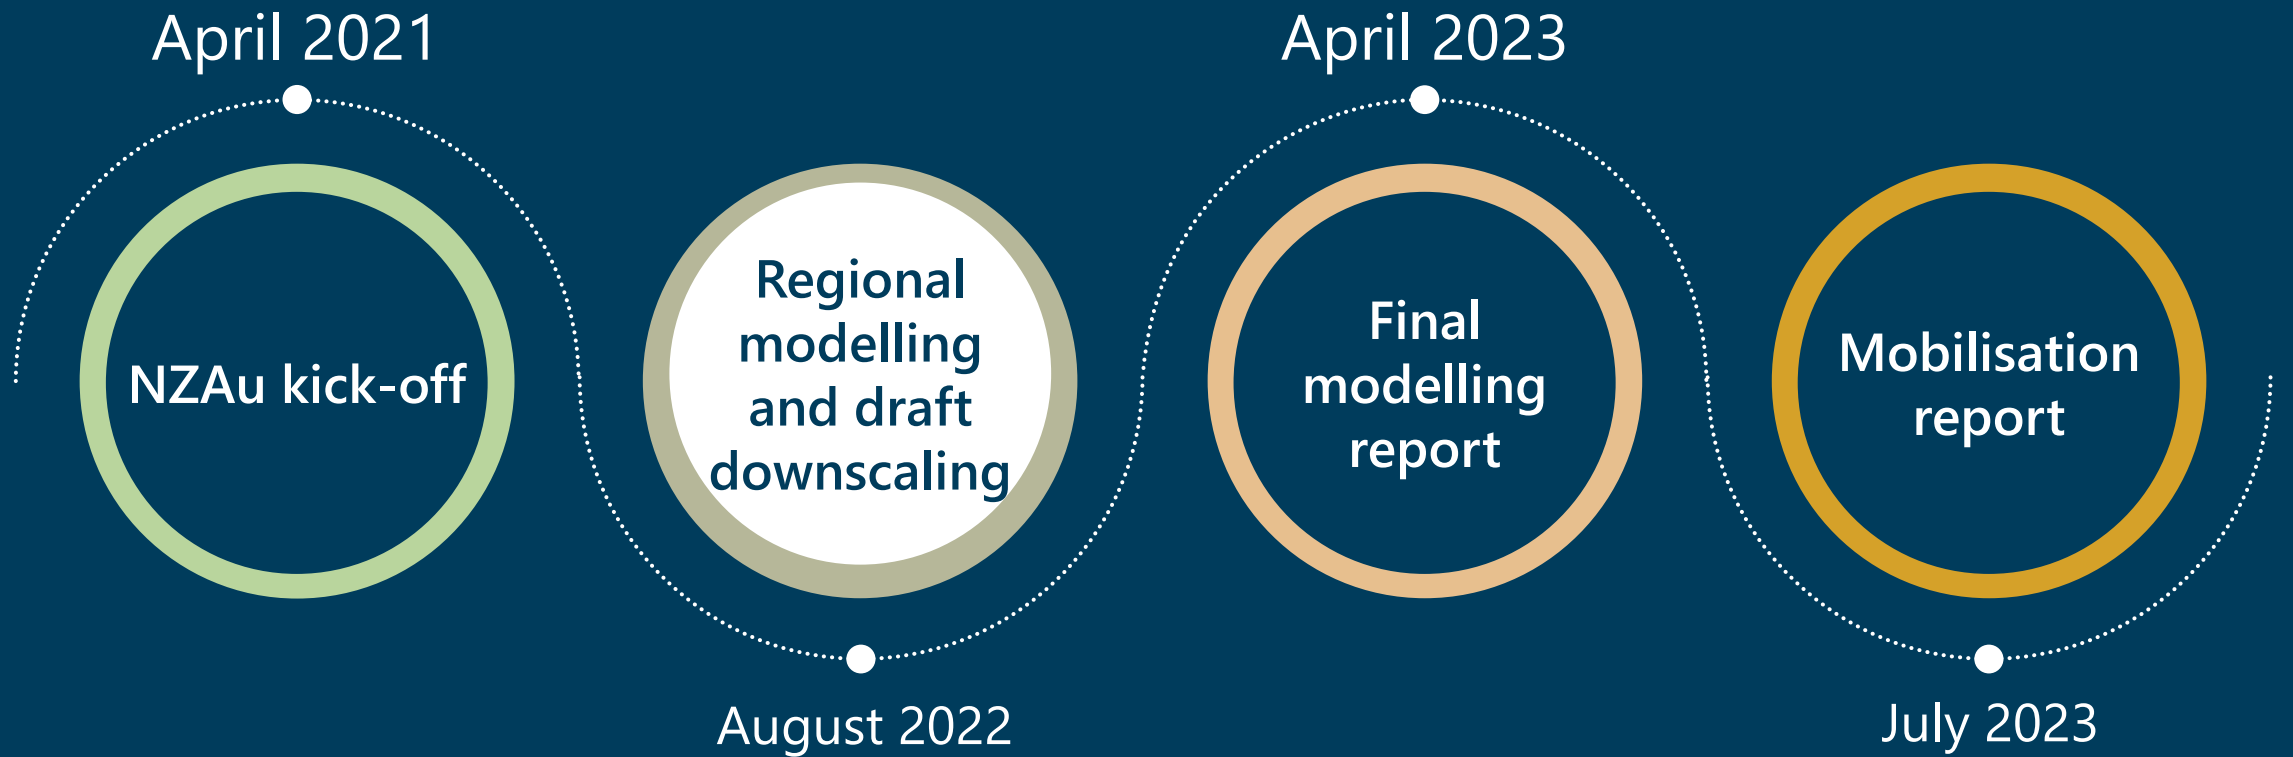 April 2021
NZAu kick-off
Regional
modelling
and draft
downscaling
August 2022
April 2023
Final
modelling
report
Mobilisation
report
July 2023